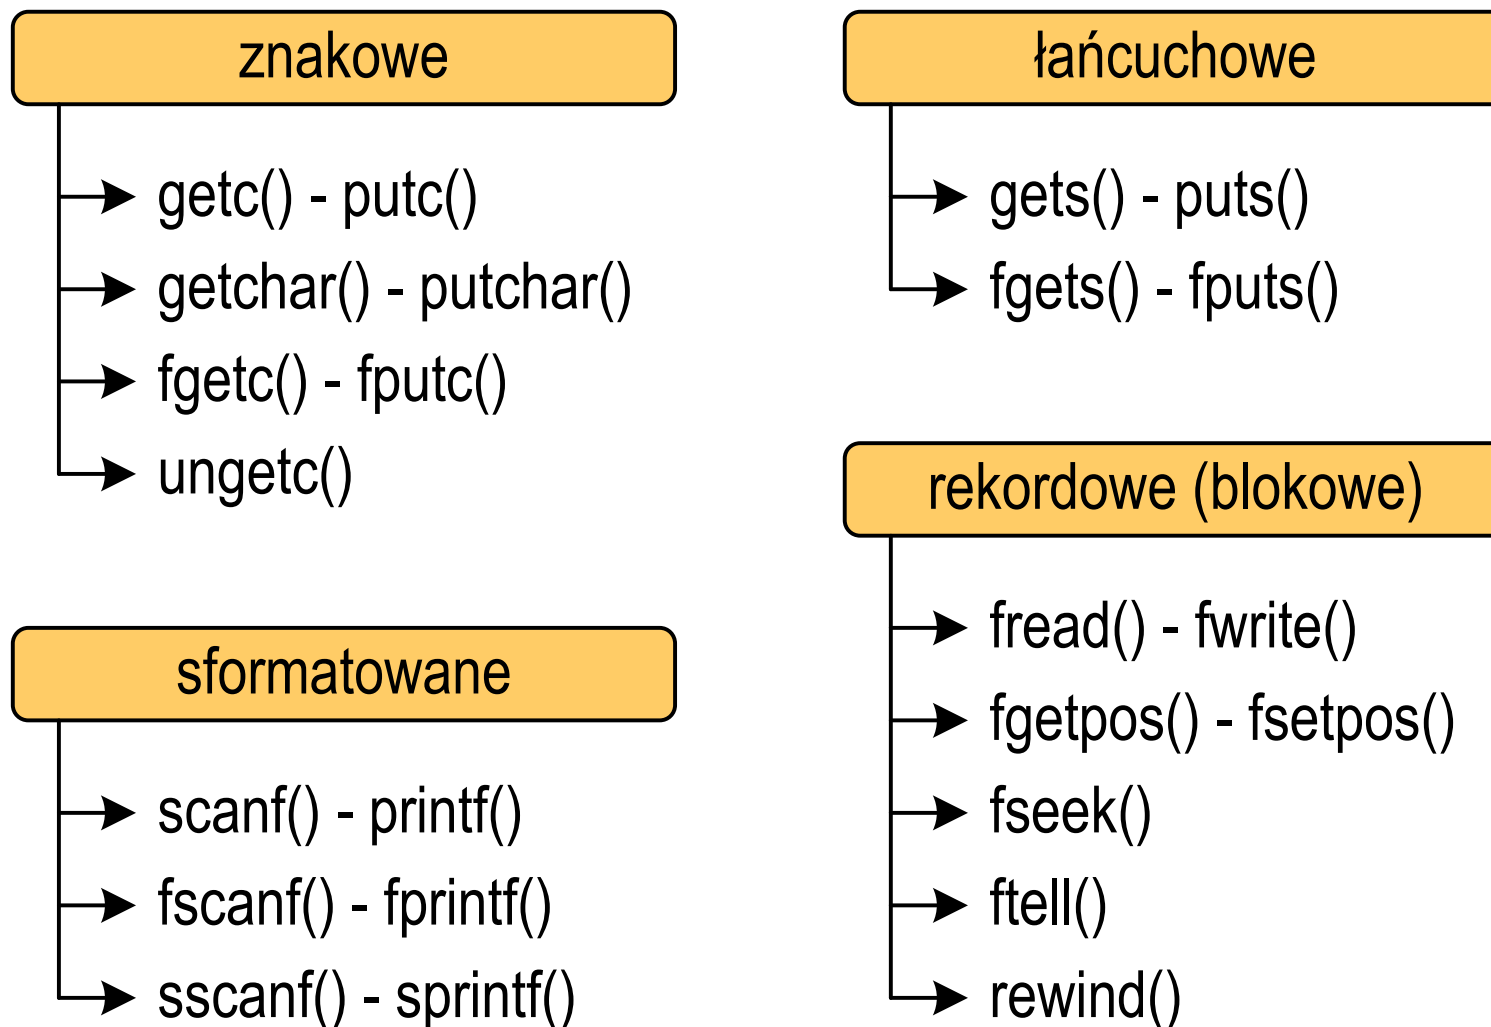 znakowe
getc() - putc()
getchar() - putchar()
fgetc() - fputc()
ungetc()
sformatowane
scanf() - printf()
fscanf() - fprintf()
sscanf() - sprintf()
łańcuchowe
gets() - puts()
fgets() - fputs()
rekordowe (blokowe)
fread() - fwrite()
fgetpos() - fsetpos()
fseek()
ftell()
rewind()